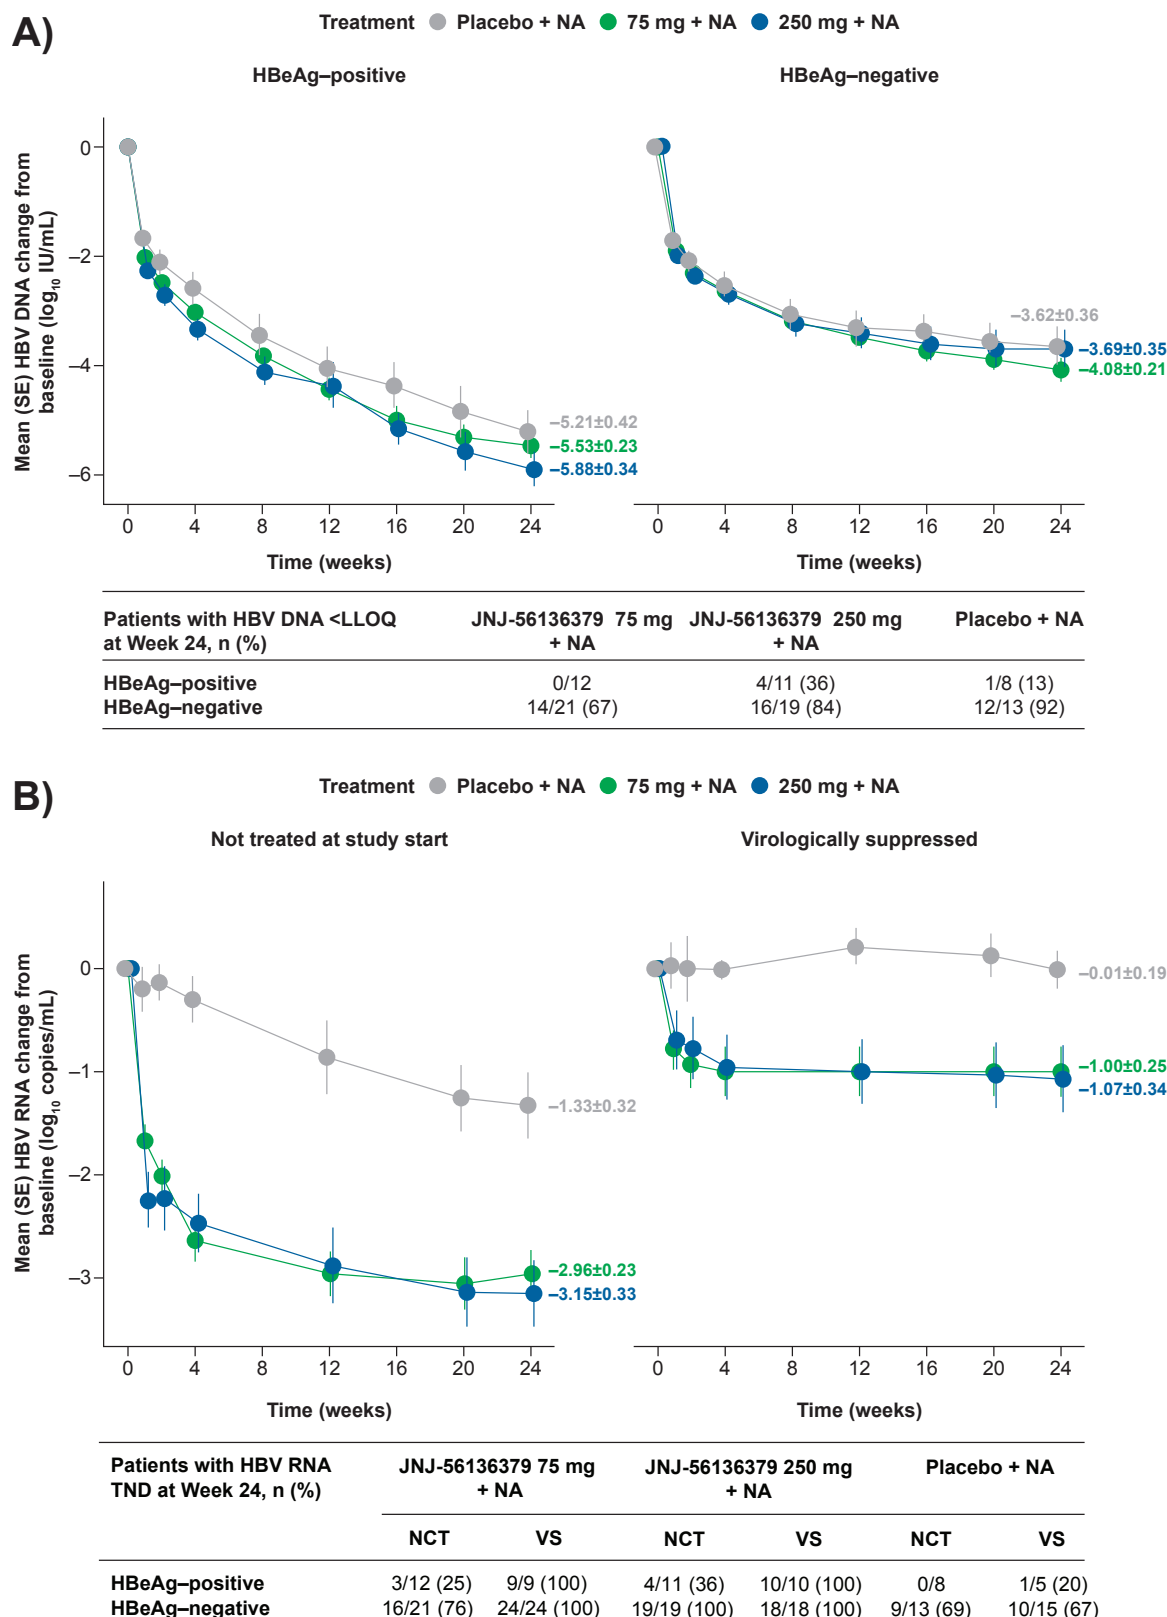 A)
Treatment Placebo + NA 75 mg + NA 250 mg + NA
HBeAg–positive
HBeAg–negative
Mean (SE) HBV DNA change from
baseline (log10 IU/mL)
0
–2
–4
–6
–5.21±0.42
–5.53±0.23
–5.88±0.34
–3.62±0.36
–3.69±0.35
–4.08±0.21
0 4 8 12 16 20 24
0 4 8 12 16 20 24
Time (weeks)
Time (weeks)
Patients with HBV DNA <LLOQ JNJ-56136379 75 mg JNJ-56136379 250 mg Placebo + NA
at Week 24, n (%) + NA + NA
HBeAg–positive 0/12 4/11 (36) 1/8 (13)
HBeAg–negative 14/21 (67) 16/19 (84) 12/13 (92)
B)
Treatment Placebo + NA 75 mg + NA 250 mg + NA
Not treated at study start
Virologically suppressed
Mean (SE) HBV RNA change from
baseline (log10 copies/mL)
0
–1
–2
–3
–1.33±0.32
–2.96±0.23
–3.15±0.33
–0.01±0.19
–1.00±0.25
–1.07±0.34
0 4 8 12 16 20 24
0 4 8 12 16 20 24
Time (weeks)
Time (weeks)
Patients with HBV RNA JNJ-56136379 75 mg JNJ-56136379 250 mg Placebo + NA
TND at Week 24, n (%) + NA + NA
NCT VS NCT VS NCT VS
HBeAg–positive 3/12 (25) 9/9 (100) 4/11 (36) 10/10 (100) 0/8 1/5 (20)
HBeAg–negative 16/21 (76) 24/24 (100) 19/19 (100) 18/18 (100) 9/13 (69) 10/15 (67)